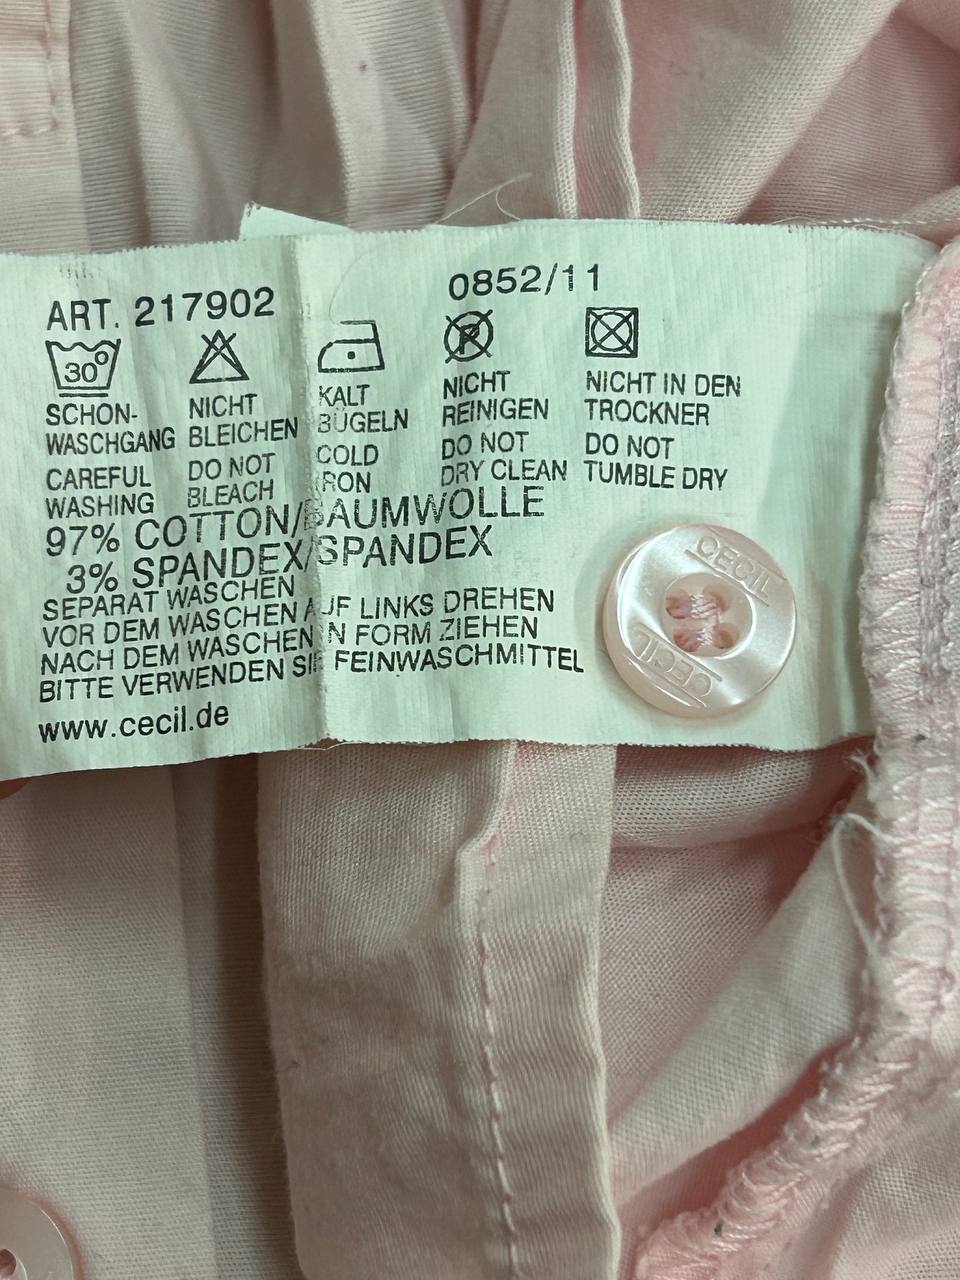 ART. 217902
0852/11
30°
SCHON-
WASCHGANG
CAREFUL
WASHING
NICHT
BLEICHEN
DO NOT
BLEACH
KALT
BÜGELN
COLD
IRON
P
NICHT
REINIGEN
DO NOT
DRY CLEAN
NICHT IN DEN
TROCKNER
DO NOT
TUMBLE DRY
97% COTTON/BAUMWOLLE
3% SPANDEX/SPANDEX
SEPARAT WASCHEN
VOR DEM WASCHEN AUF LINKS DREHEN
NACH DEM WASCHEN IN FORM ZIEHEN
BITTE VERWENDEN SIE FEINWASCHMITTEL
www.cecil.de
CECIL
CECIL